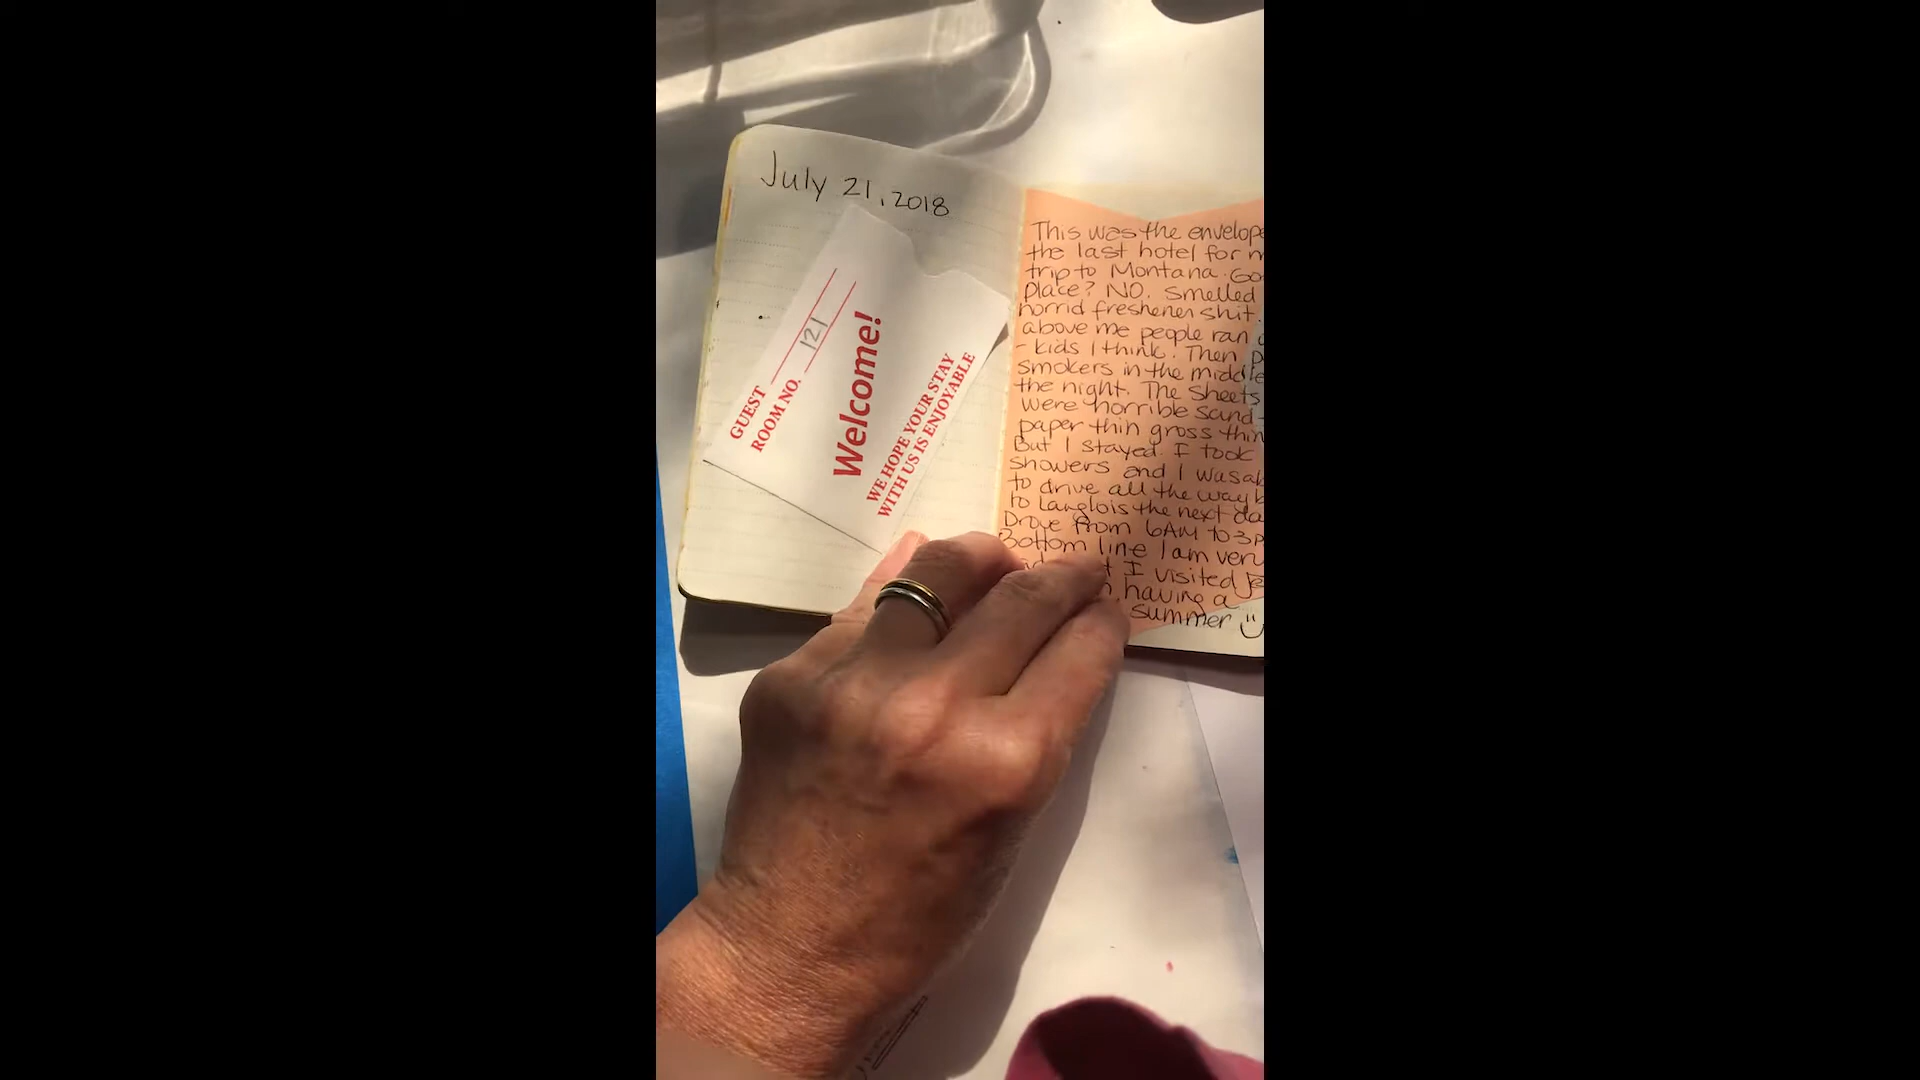 July 21, 2018
GUEST
ROOM NO. 121
Welcome!
WE HOPE YOUR STAY
WITH US IS ENJOYABLE
This was the envelope
the last hotel for
trip to Montana.
place? NO. Smelled
horrid freshener shit.
above me people ran
- kids I think. Then
smokers in the middle
the night. The sheets
were horrible sand-
paper thin gross
But I stayed. I took
showers and I was
to drive all the way
to Langlois the next
Drove from 6AM to 3
Bottom line I am very
I visited
having a
summer